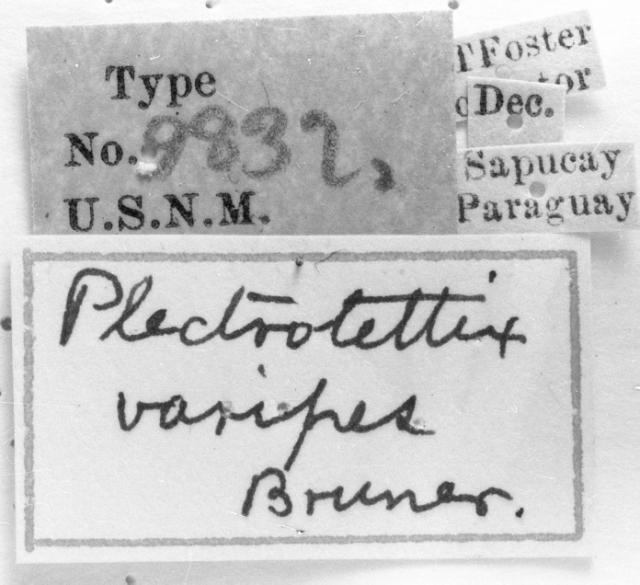 Type
No. 9832,
U.S.N.M.
TFoster
Dec.
Sapucay
Paraguay
Plectrotettix
varipes
Bruner.